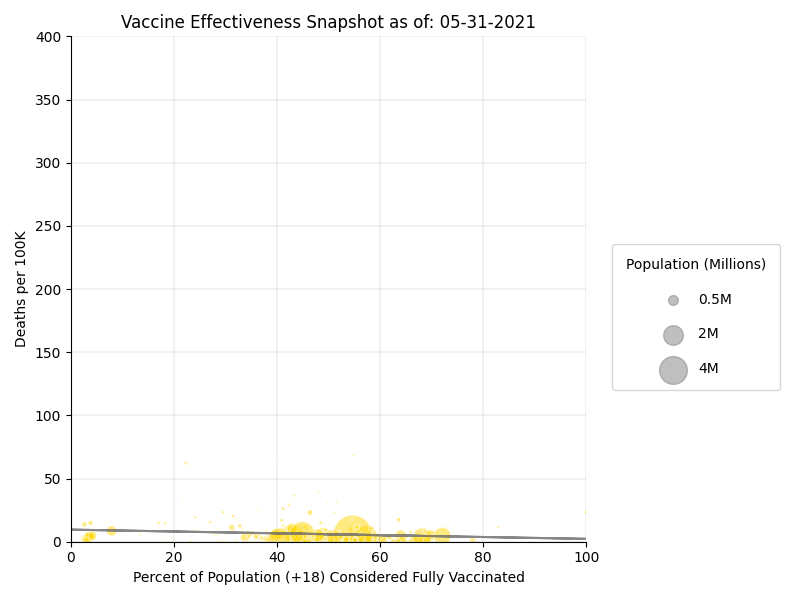 Vaccine Effectiveness Snapshot as of: 05-31-2021
400
350
300
250
200
150
100
50
0
Deaths per 100K
0 20 40 60 80 100
Percent of Population (+18) Considered Fully Vaccinated
Population (Millions)
0.5M
2M
4M